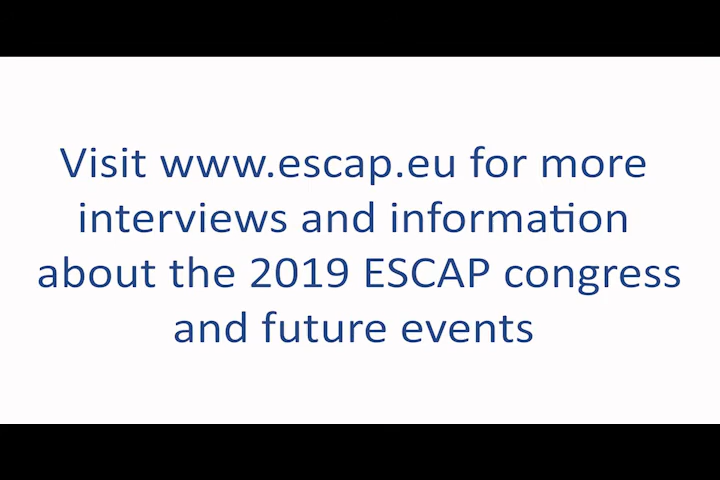 Visit www.escap.eu for more
interviews and information
about the 2019 ESCAP congress
and future events